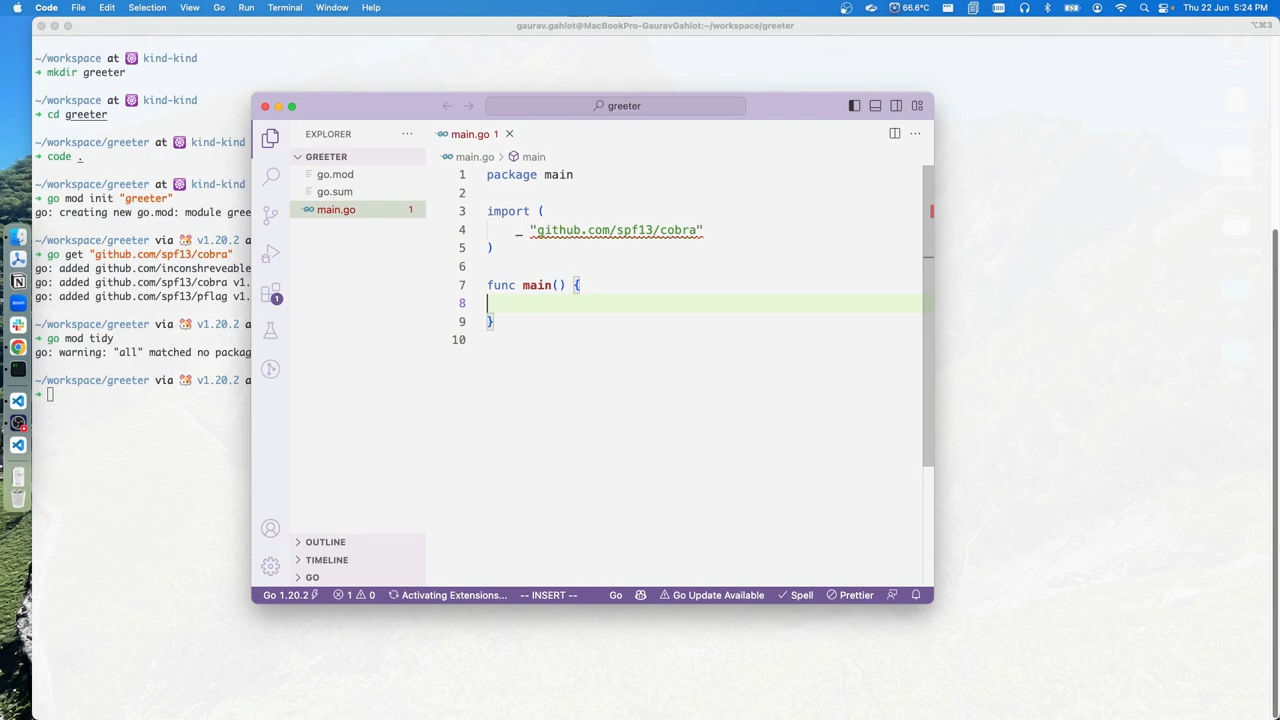 Code File Edit Selection View Go Run Terminal Window Help 66.6°C Thu 22 Jun 5:24 PM
gaurav.gahlot@MacBookPro-GauravGahlot:~/workspace/greeter ⌥⌘3
~/workspace at kind-kind
➜ mkdir greeter
~/workspace at kind-kind
➜ cd greeter
~/workspace/greeter at kind-kind
➜ code .
~/workspace/greeter at kind-kind
➜ go mod init "greeter"
go: creating new go.mod: module gree
~/workspace/greeter via v1.20.2 a
➜ go get "github.com/spf13/cobra"
go: added github.com/inconshreveable
go: added github.com/spf13/cobra v1.
go: added github.com/spf13/pflag v1.
~/workspace/greeter via v1.20.2 a
➜ go mod tidy
go: warning: "all" matched no packag
~/workspace/greeter via v1.20.2 a
➜
greeter
EXPLORER ···
GREETER
go.mod
go.sum
main.go 1
OUTLINE
TIMELINE
GO
1
main.go 1
main.go > main
1 package main
2
3 import (
4 _ "github.com/spf13/cobra"
5 )
6
7 func main() {
8
9 }
10
Go 1.20.2 1 0 Activating Extensions... -- INSERT -- Go Go Update Available Spell Prettier